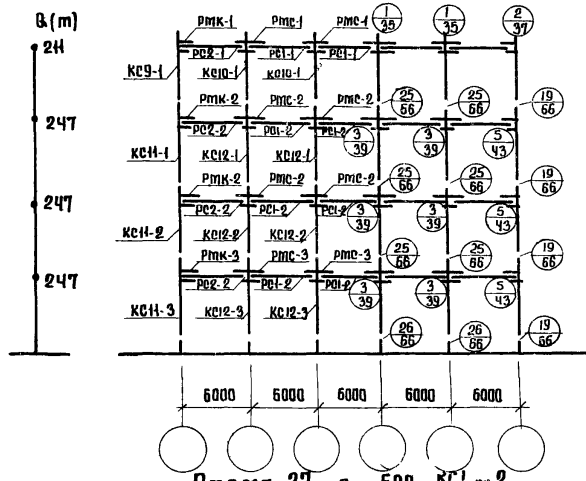 Q(т)
РМК-1 РМС-1 РМС-1 1/35 1/35 2/37
211
РС2-1 РС1-1 РС1-1
КС9-1 КС10-1 КС10-1
РМК-2 РМС-2 РМС-2 25/66 25/66 19/66
247
РС2-2 РС1-2 РС1-2 3/39 3/39 5/43
КС11-1 КС12-1 КС12-1
РМК-2 РМС-2 РМС-2 25/66 25/66 19/66
247
РС2-2 РС1-2 РС1-2 3/39 3/39 5/43
КС11-2 КС12-2 КС12-2
РМК-3 РМС-3 РМС-3 25/66 25/66 19/66
247
РС2-2 РС1-2 РС1-2 3/39 3/39 5/43
КС11-3 КС12-3 КС12-3
26/66 26/66 19/66
6000 6000 6000 6000 6000